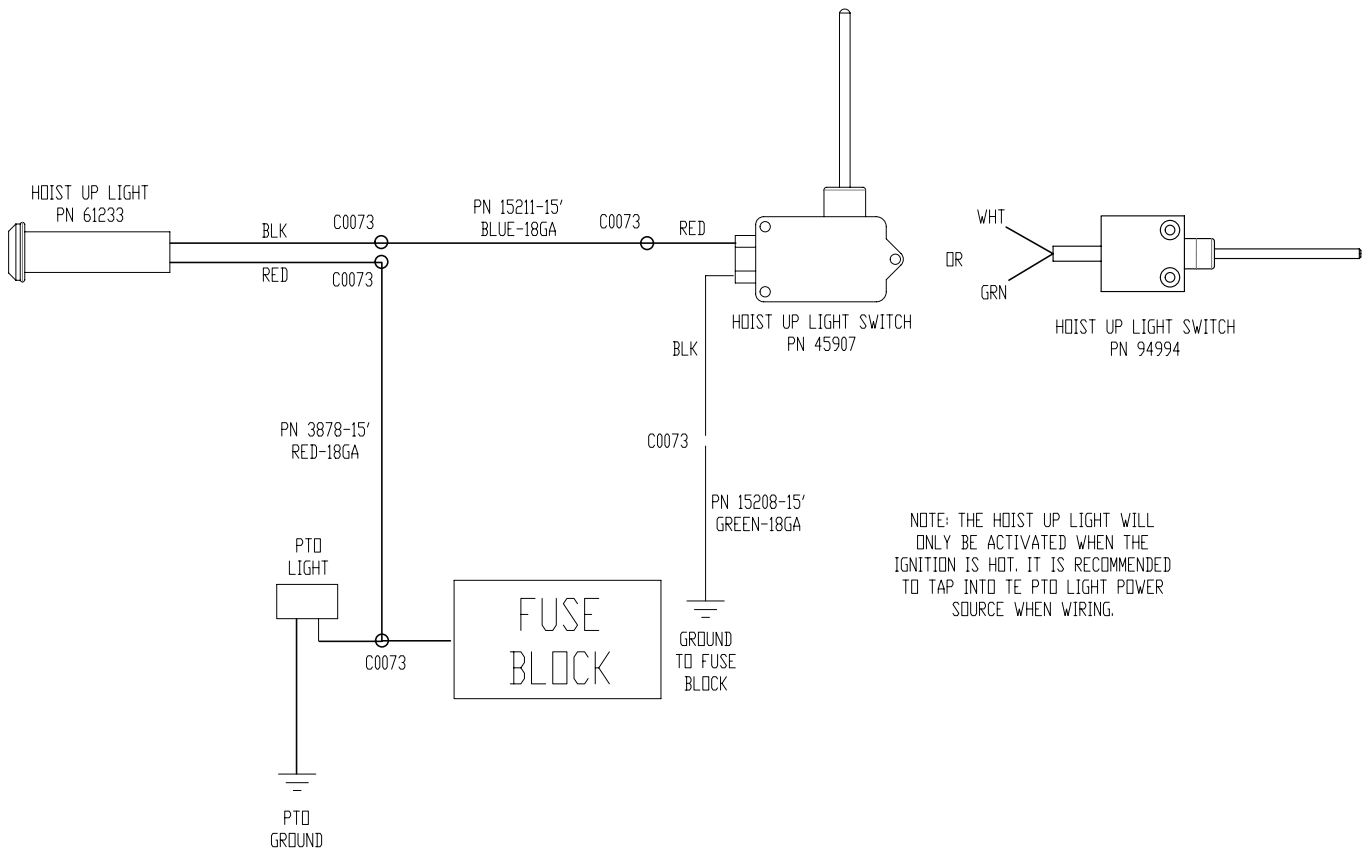 HOIST UP LIGHT
PN 61233
BLK
RED
C0073
C0073
PN 15211-15'
BLUE-18GA
C0073
RED
HOIST UP LIGHT SWITCH
PN 45907
OR
WHT
GRN
HOIST UP LIGHT SWITCH
PN 94994
BLK
C0073
PN 3878-15'
RED-18GA
PN 15208-15'
GREEN-18GA
NOTE: THE HOIST UP LIGHT WILL
ONLY BE ACTIVATED WHEN THE
IGNITION IS HOT. IT IS RECOMMENDED
TO TAP INTO TE PTO LIGHT POWER
SOURCE WHEN WIRING.
PTO
LIGHT
C0073
FUSE
BLOCK
GROUND
TO FUSE
BLOCK
PTO
GROUND